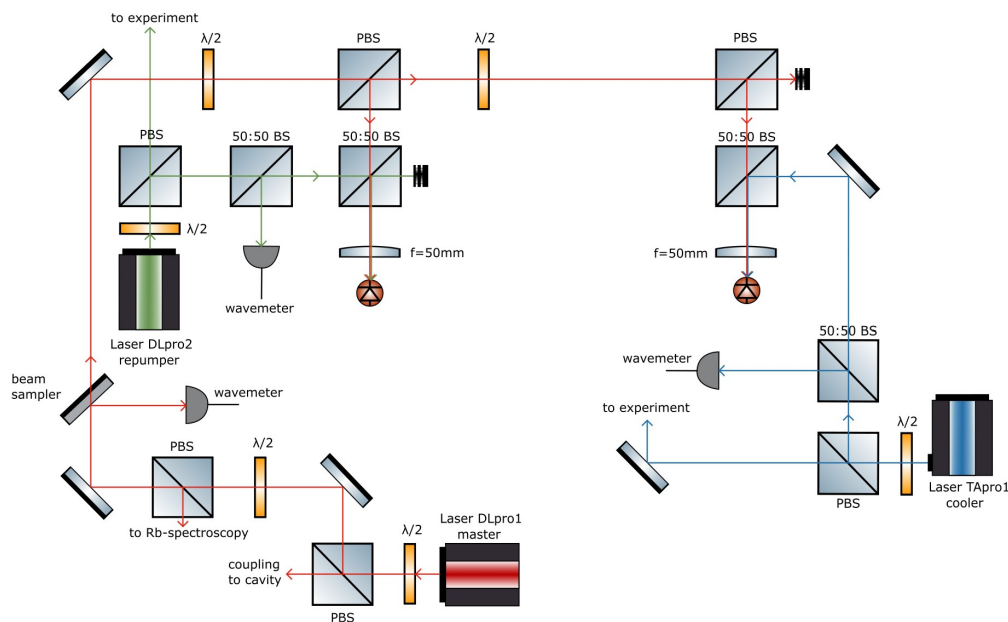 to experiment
λ/2
PBS
λ/2
PBS
PBS
50:50 BS
50:50 BS
50:50 BS
λ/2
f=50mm
f=50mm
wavemeter
Laser DLpro2
repumper
50:50 BS
wavemeter
beam
sampler
wavemeter
to experiment
λ/2
PBS
λ/2
Laser TApro1
cooler
PBS
to Rb-spectroscopy
Laser DLpro1
master
λ/2
coupling
to cavity
PBS